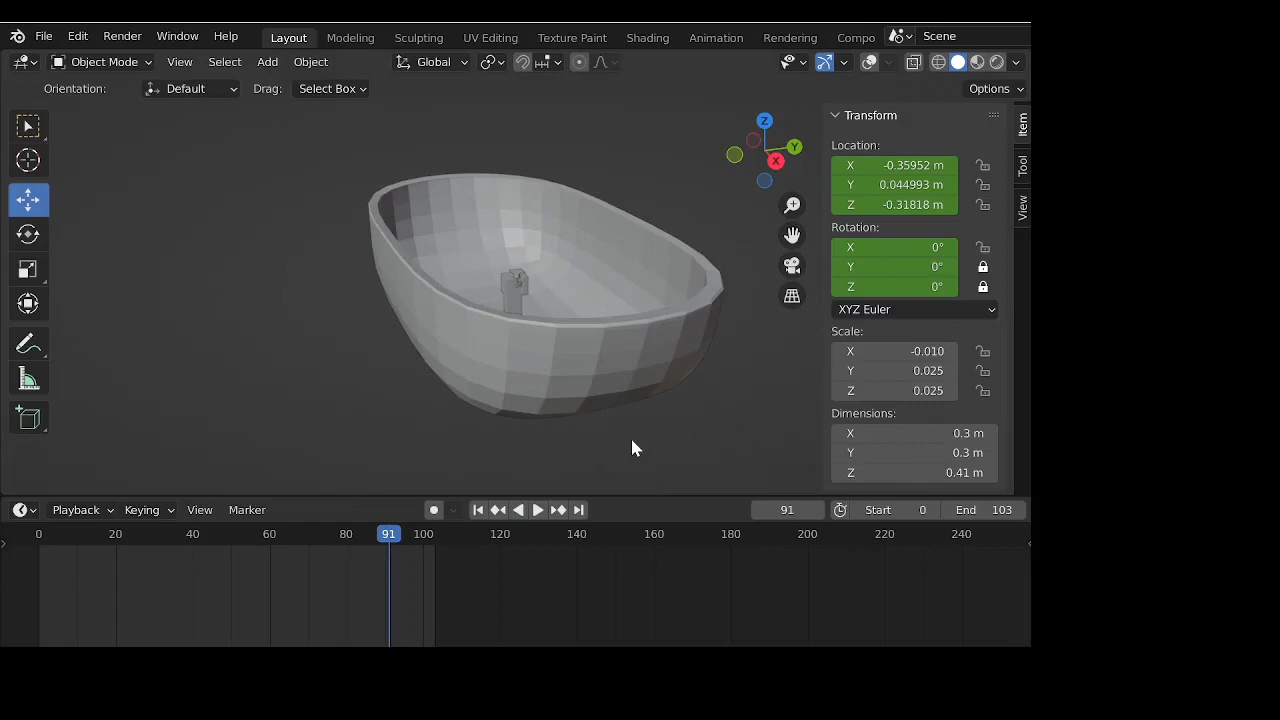 File Edit Render Window Help Layout Modeling Sculpting UV Editing Texture Paint Shading Animation Rendering Compo Scene
Object Mode View Select Add Object Global
Orientation: Default Drag: Select Box Options
Transform
Location:
X -0.35952 m
Y 0.044993 m
Z -0.31818 m
Rotation:
X 0°
Y 0°
Z 0°
XYZ Euler
Scale:
X -0.010
Y 0.025
Z 0.025
Dimensions:
X 0.3 m
Y 0.3 m
Z 0.41 m
Item
Tool
View
Z
Y
X
Playback Keying View Marker 91 Start 0 End 103
0 20 40 60 80 91 100 120 140 160 180 200 220 240